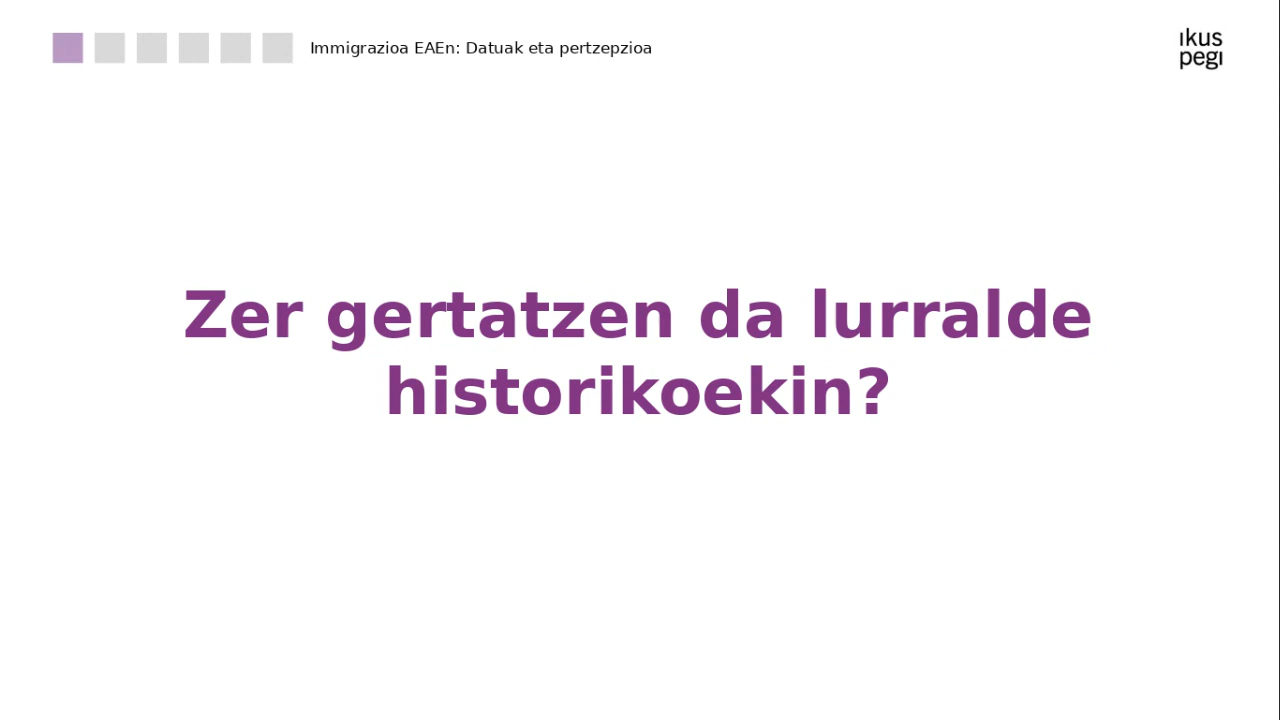 Immigrazioa EAEn: Datuak eta pertzepzioa
ikus
pegi
Zer gertatzen da lurralde
historikoekin?